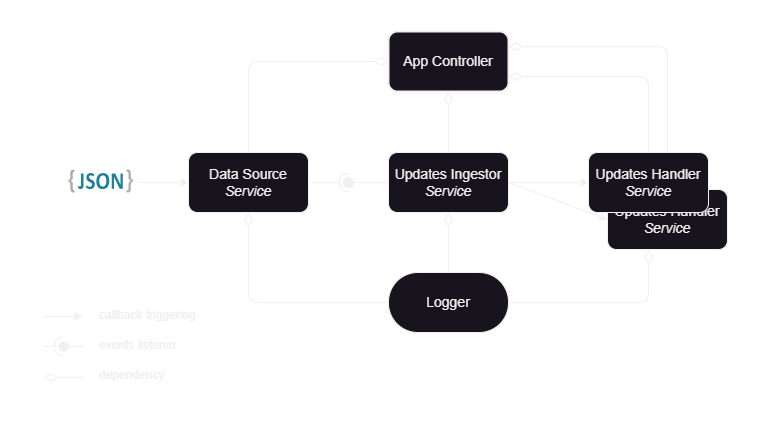 App Controller
{JSON}
Data Source
Service
Updates Ingestor
Service
Updates Handler
Service
Updates Handler
Service
Logger
callback triggering
events listener
dependency